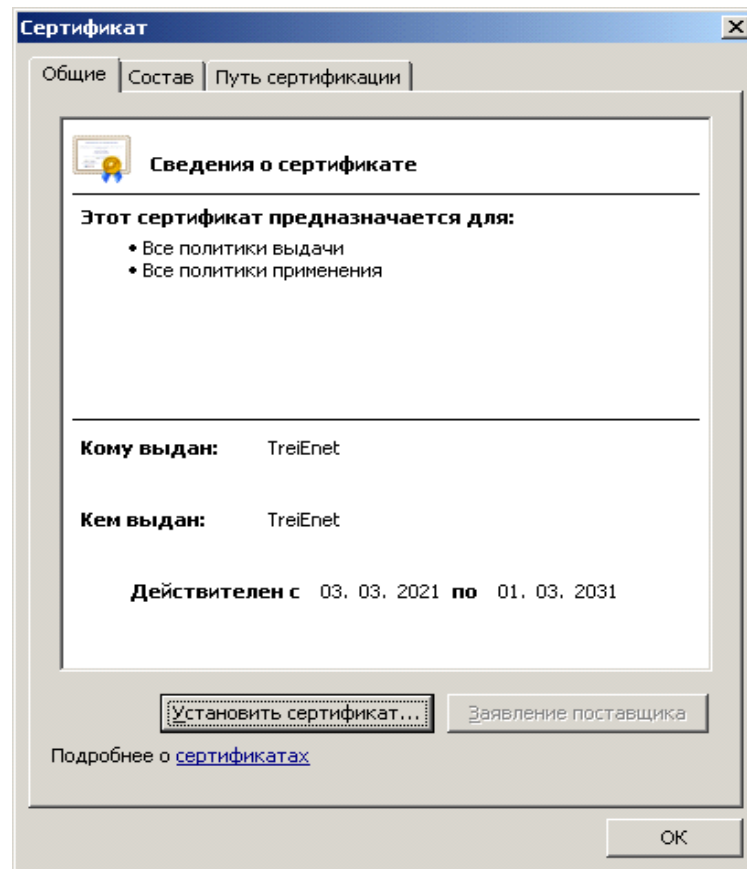 Сертификат
Общие Состав Путь сертификации
Сведения о сертификате
Этот сертификат предназначается для:
• Все политики выдачи
• Все политики применения
Кому выдан: TreiEnet
Кем выдан: TreiEnet
Действителен с 03. 03. 2021 по 01. 03. 2031
Установить сертификат... Заявление поставщика
Подробнее о сертификатах
ОК